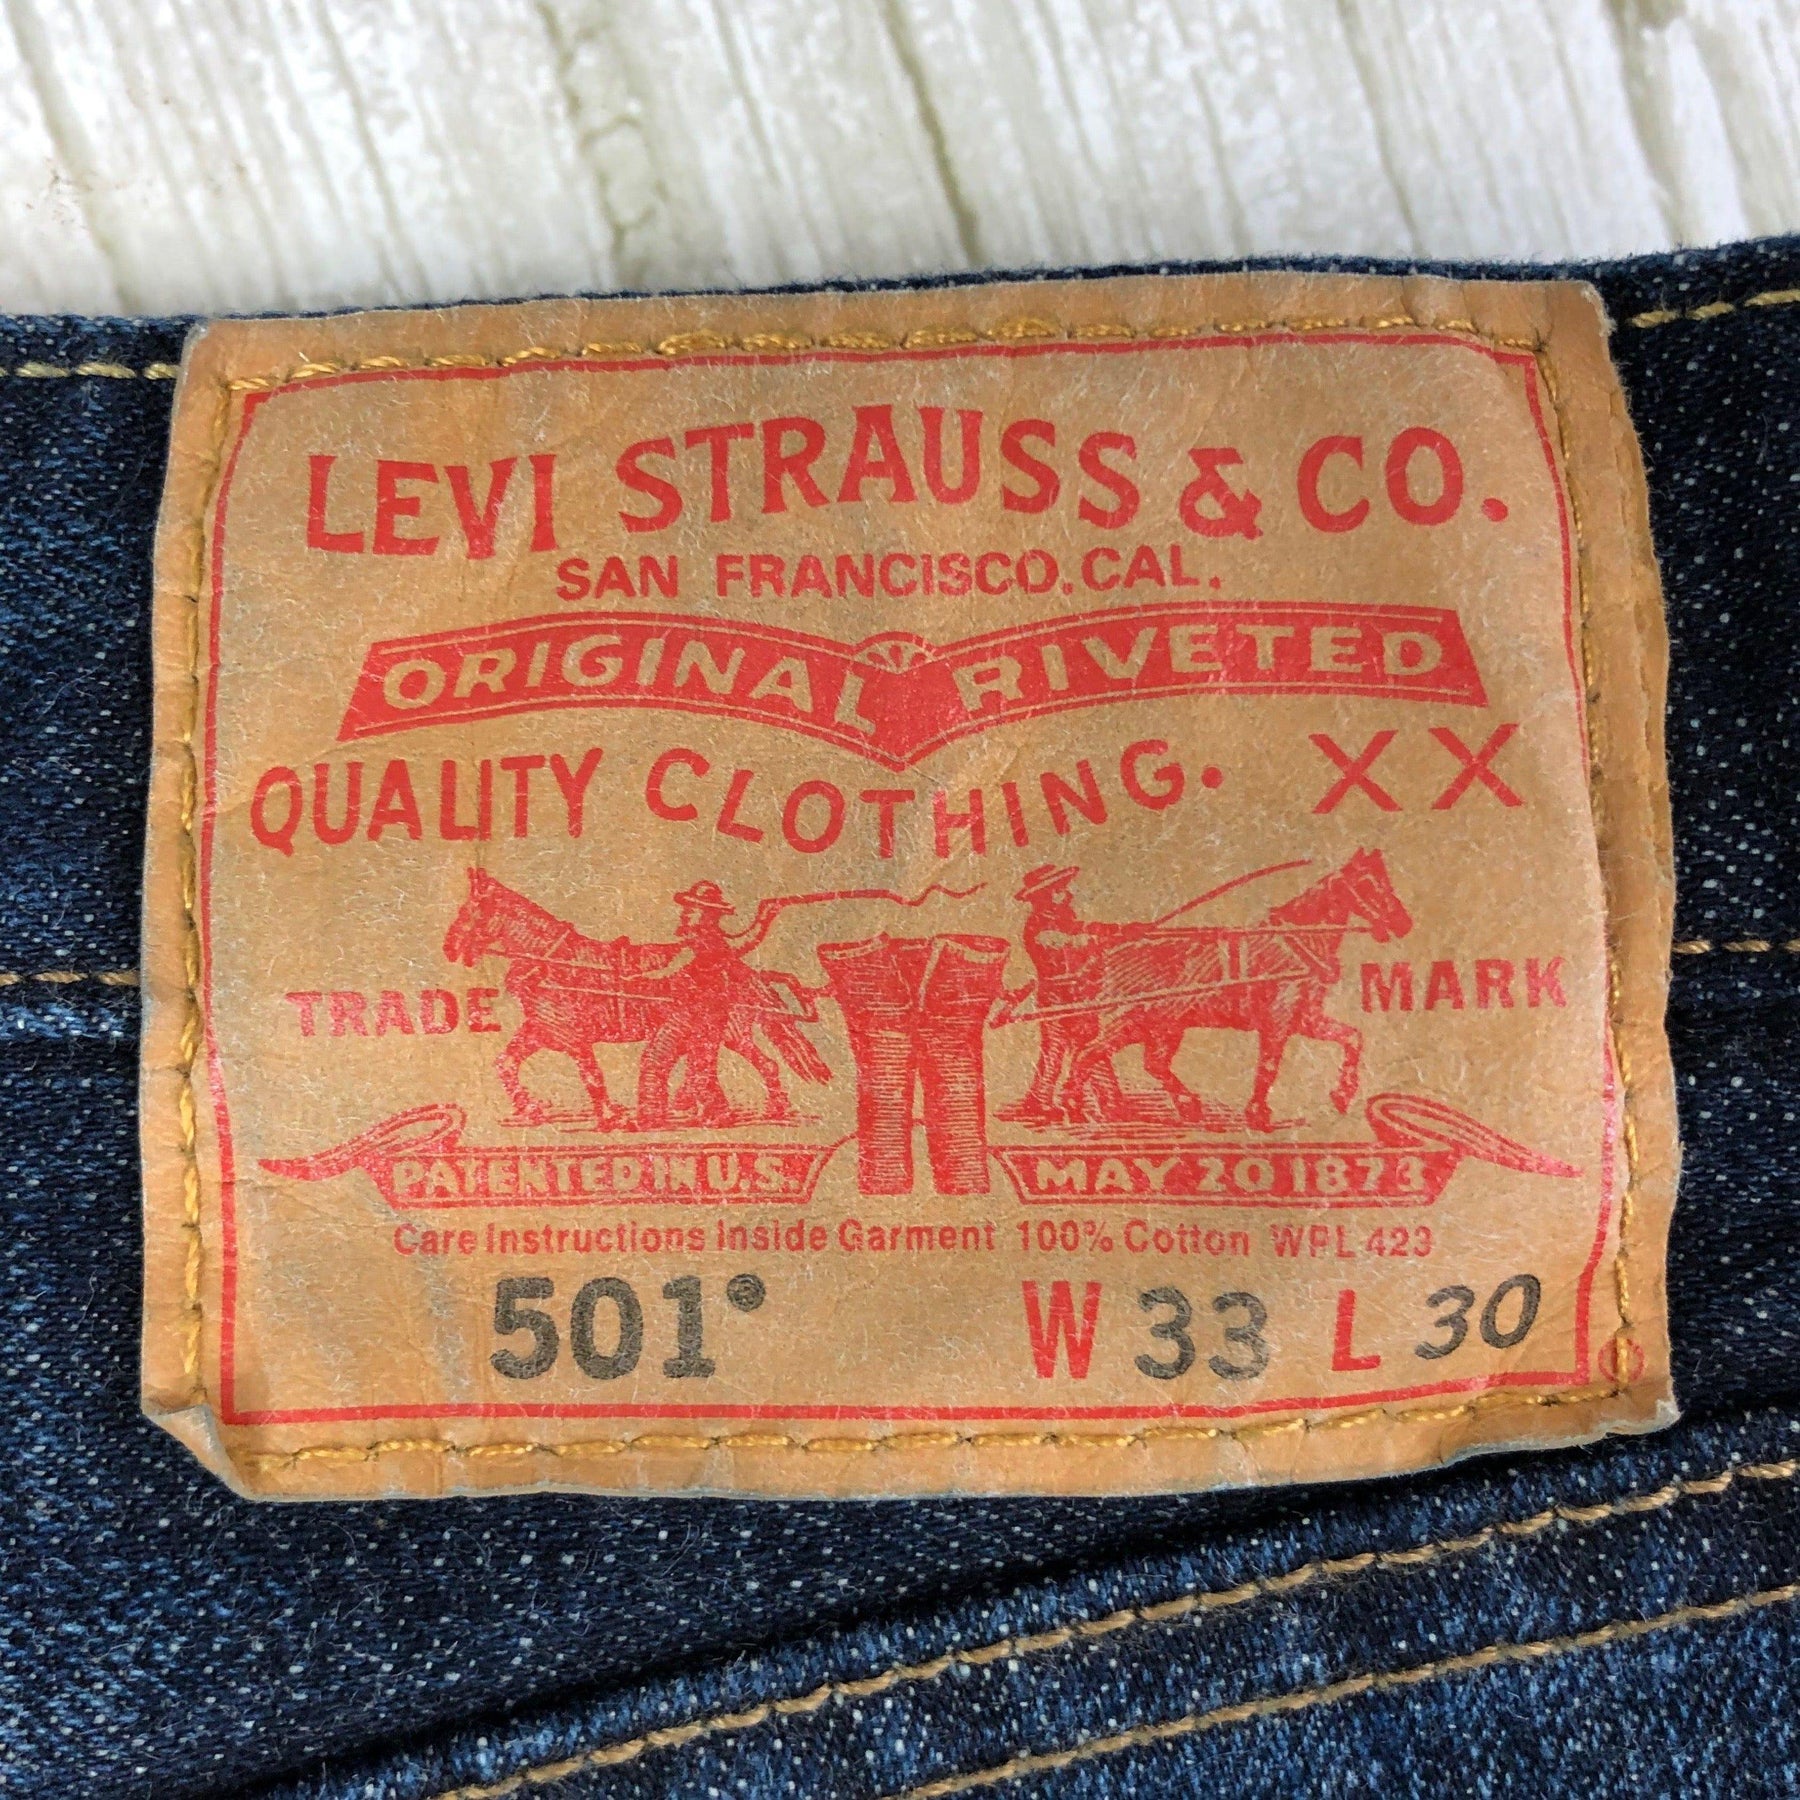 LEVI STRAUSS & CO.
SAN FRANCISCO, CAL.
ORIGINAL RIVETED
QUALITY CLOTHING. XX
TRADE MARK
PATENTED IN U.S. MAY 20 1873
Care Instructions Inside Garment 100% Cotton WPL 423
501® W 33 L 30 ®